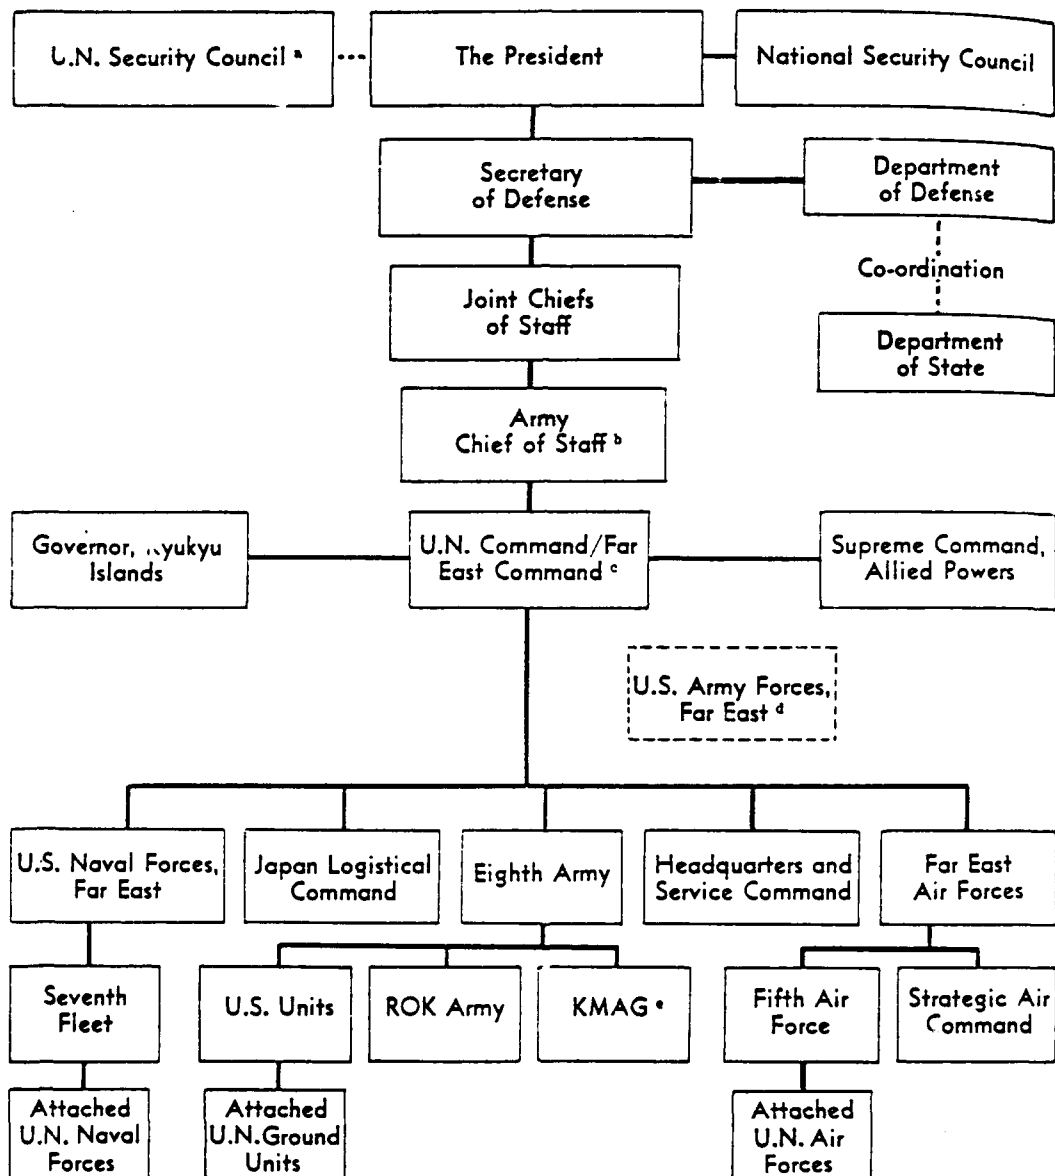 U.N. Security Council a
The President
National Security Council
Secretary
of Defense
Department
of Defense
Co-ordination
Joint Chiefs
of Staff
Department
of State
Army
Chief of Staff b
Governor, Ryukyu
Islands
U.N. Command/Far
East Command c
Supreme Command,
Allied Powers
U.S. Army Forces,
Far East d
U.S. Naval Forces,
Far East
Japan Logistical
Command
Eighth Army
Headquarters and
Service Command
Far East
Air Forces
Seventh
Fleet
U.S. Units
ROK Army
KMAG e
Fifth Air
Force
Strategic Air
Command
Attached
U.N. Naval
Forces
Attached
U.N. Ground
Units
Attached
U.N. Air
Forces